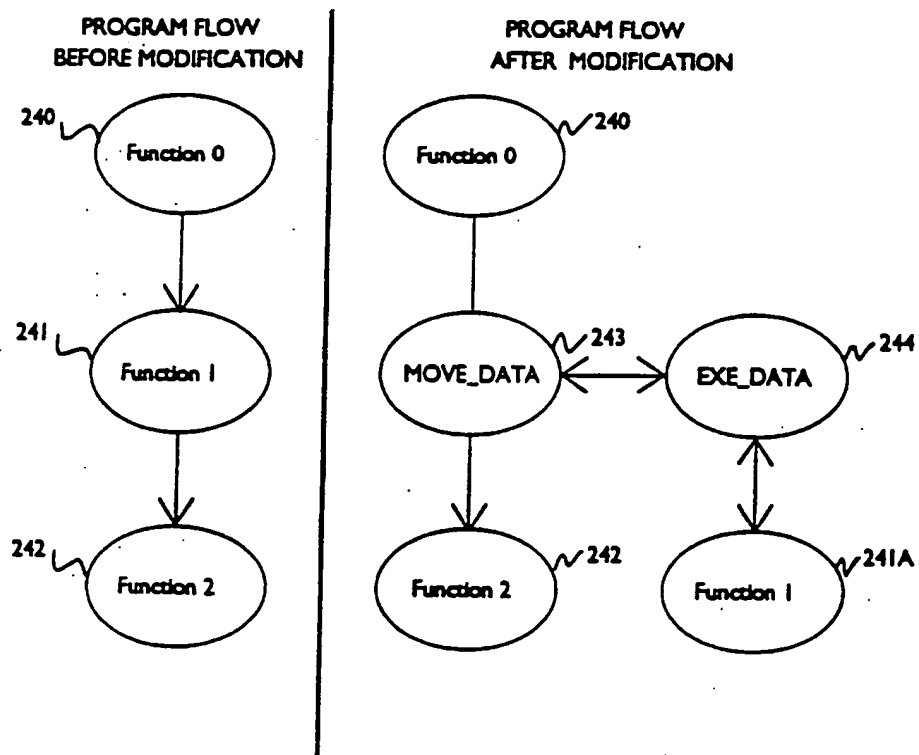 PROGRAM FLOW
BEFORE MODIFICATION
240
Function 0
241
Function 1
242
Function 2
PROGRAM FLOW
AFTER MODIFICATION
240
Function 0
243
MOVE_DATA
244
EXE_DATA
242
Function 2
241A
Function 1